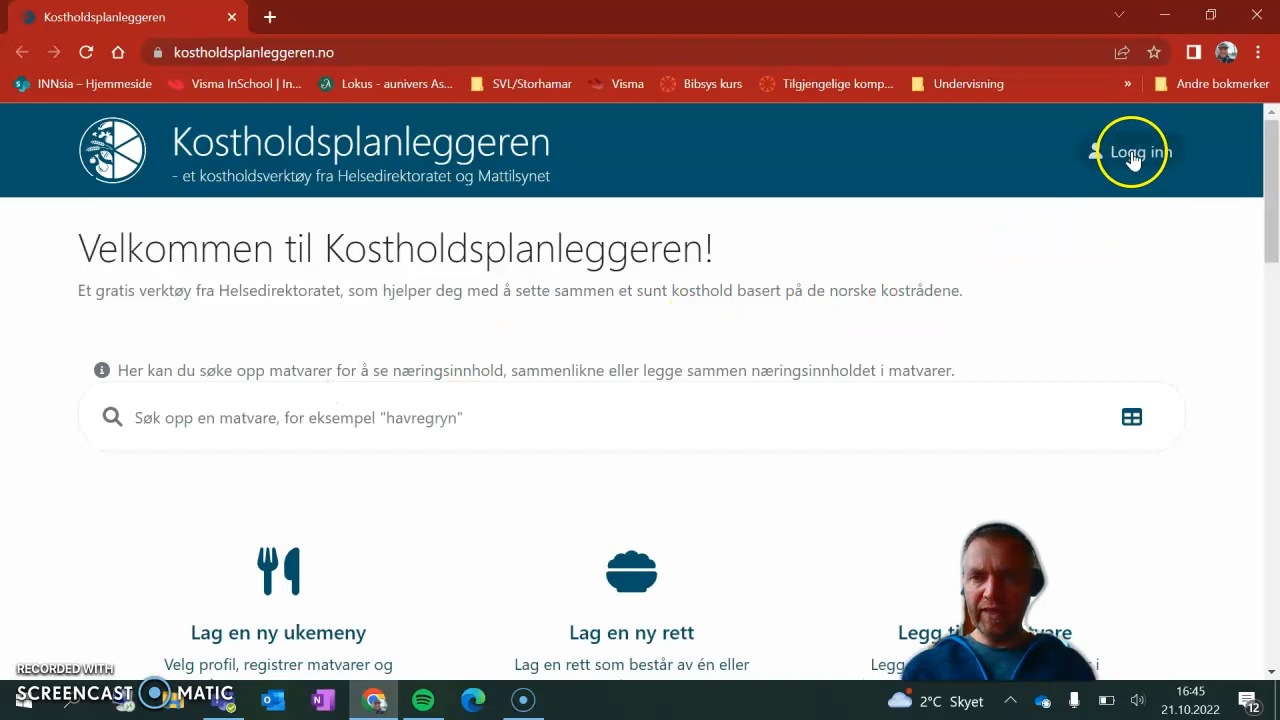 Kostholdsplanleggeren
kostholdsplanleggeren.no
INNsia – Hjemmeside
Visma InSchool | In...
Lokus - aunivers As...
SVL/Storhamar
Visma
Bibsys kurs
Tilgjengelige komp...
Undervisning
»
Andre bokmerker
Kostholdsplanleggeren
- et kostholdsverktøy fra Helsedirektoratet og Mattilsynet
Logg inn
Velkommen til Kostholdsplanleggeren!
Et gratis verktøy fra Helsedirektoratet, som hjelper deg med å sette sammen et sunt kosthold basert på de norske kostrådene.
Her kan du søke opp matvarer for å se næringsinnhold, sammenlikne eller legge sammen næringsinnholdet i matvarer.
Søk opp en matvare, for eksempel "havregryn"
Lag en ny ukemeny
Lag en ny rett
Legg
Velg profil, registrer matvarer og
Lag en rett som består av én eller
i
RECORDED WITH
SCREENCAST MATIC
2°C Skyet
16:45
21.10.2022
12